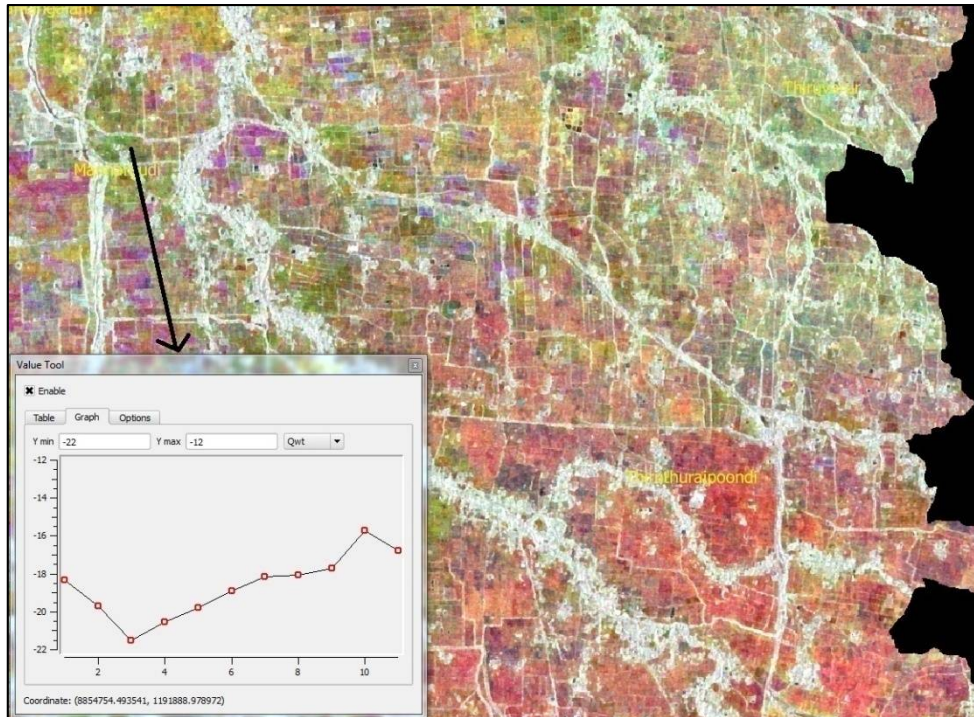 Thiruthuraipoondi
Value Tool
Enable
Table Graph Options
Y min -22 Y max -12 Qwt
-12
-14
-16
-18
-20
-22
2 4 6 8 10
Coordinate: (8854754.493541, 1191888.978972)